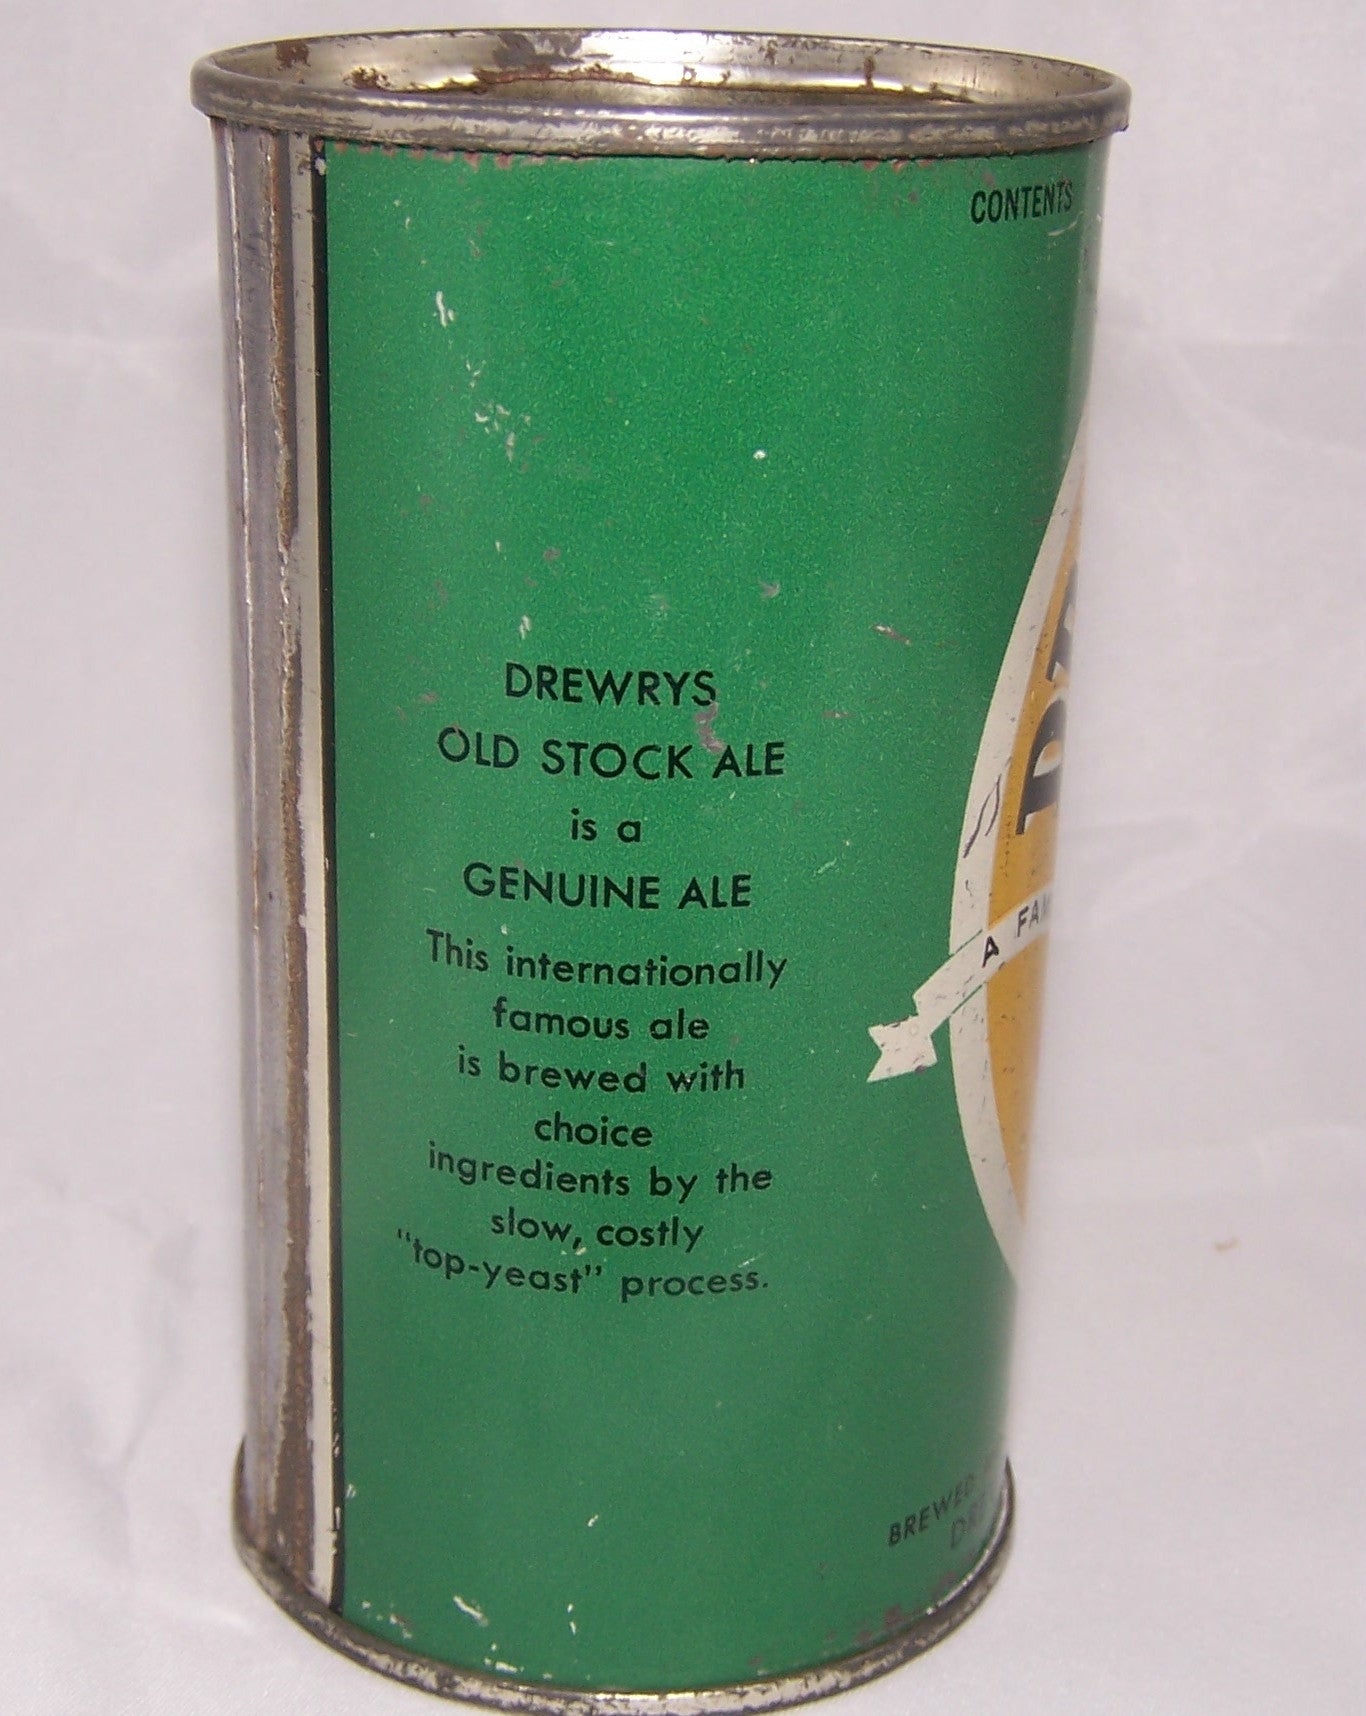 CONTENTS
DREWRYS
OLD STOCK ALE
is a
GENUINE ALE
This internationally
famous ale
is brewed with
choice
ingredients by the
slow, costly
"top-yeast" process.
A
BREWED